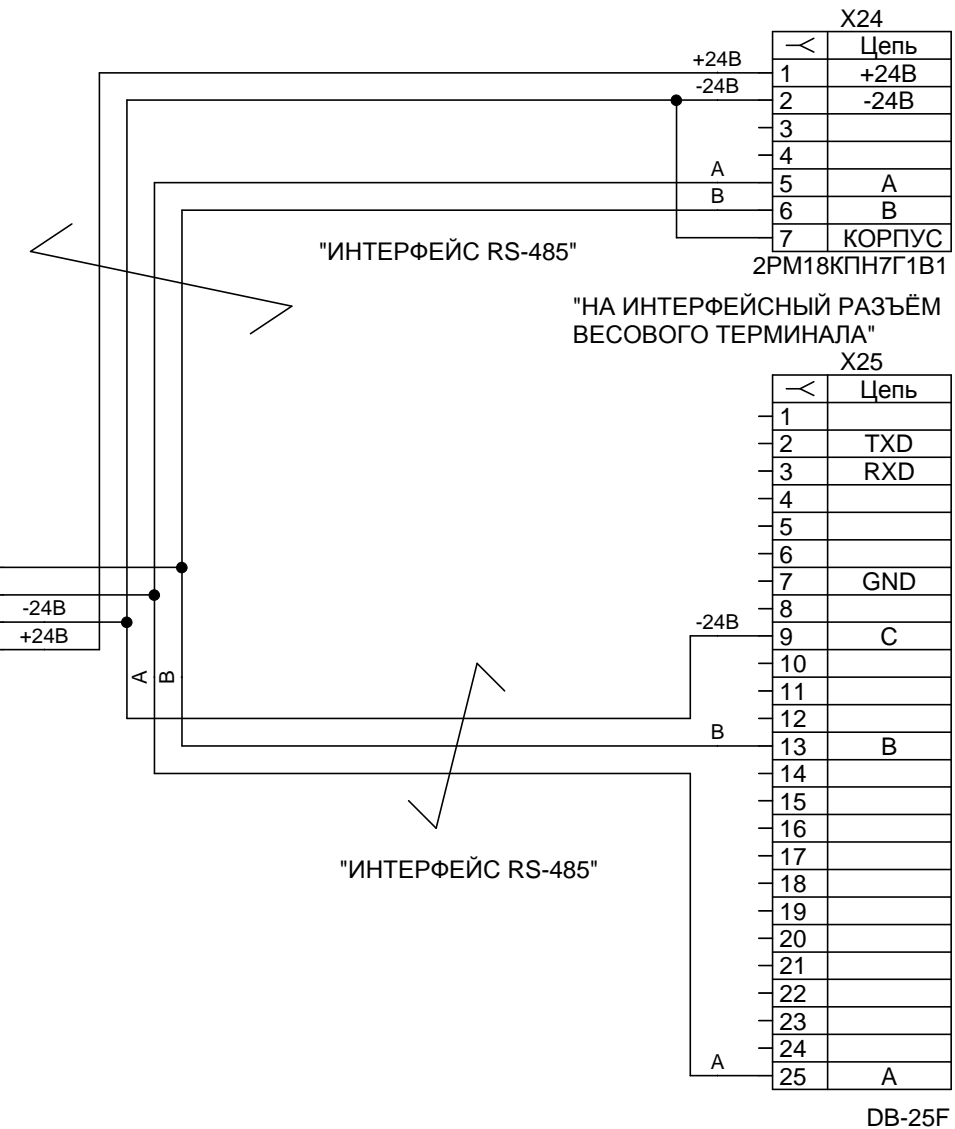 X24
Цепь
+24В
1 +24В
-24В
2 -24В
3
4
А
5 А
В
6 В
7 КОРПУС
"ИНТЕРФЕЙС RS-485"
2РМ18КПН7Г1В1
"НА ИНТЕРФЕЙСНЫЙ РАЗЪЁМ
ВЕСОВОГО ТЕРМИНАЛА"
X25
Цепь
1
2 TXD
3 RXD
4
5
6
7 GND
8
-24В
+24В
-24В
9 С
А В
10
11
12
В
13 В
14
15
16
"ИНТЕРФЕЙС RS-485"
17
18
19
20
21
22
23
24
А
25 А
DB-25F